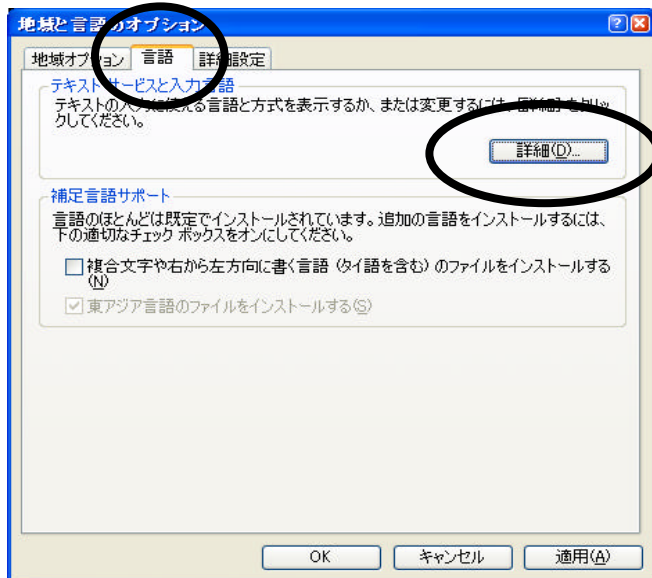 地域と言語のオプション
地域オプション 言語 詳細設定
テキスト サービスと入力言語
テキストの入力に使える言語と方式を表示するか、または変更するには、[詳細] をクリッ
クしてください。
詳細(D)...
補足言語サポート
言語のほとんどは既定でインストールされています。追加の言語をインストールするには、
下の適切なチェック ボックスをオンにしてください。
複合文字や右から左方向に書く言語 (タイ語を含む) のファイルをインストールする
(N)
東アジア言語のファイルをインストールする(S)
OK キャンセル 適用(A)